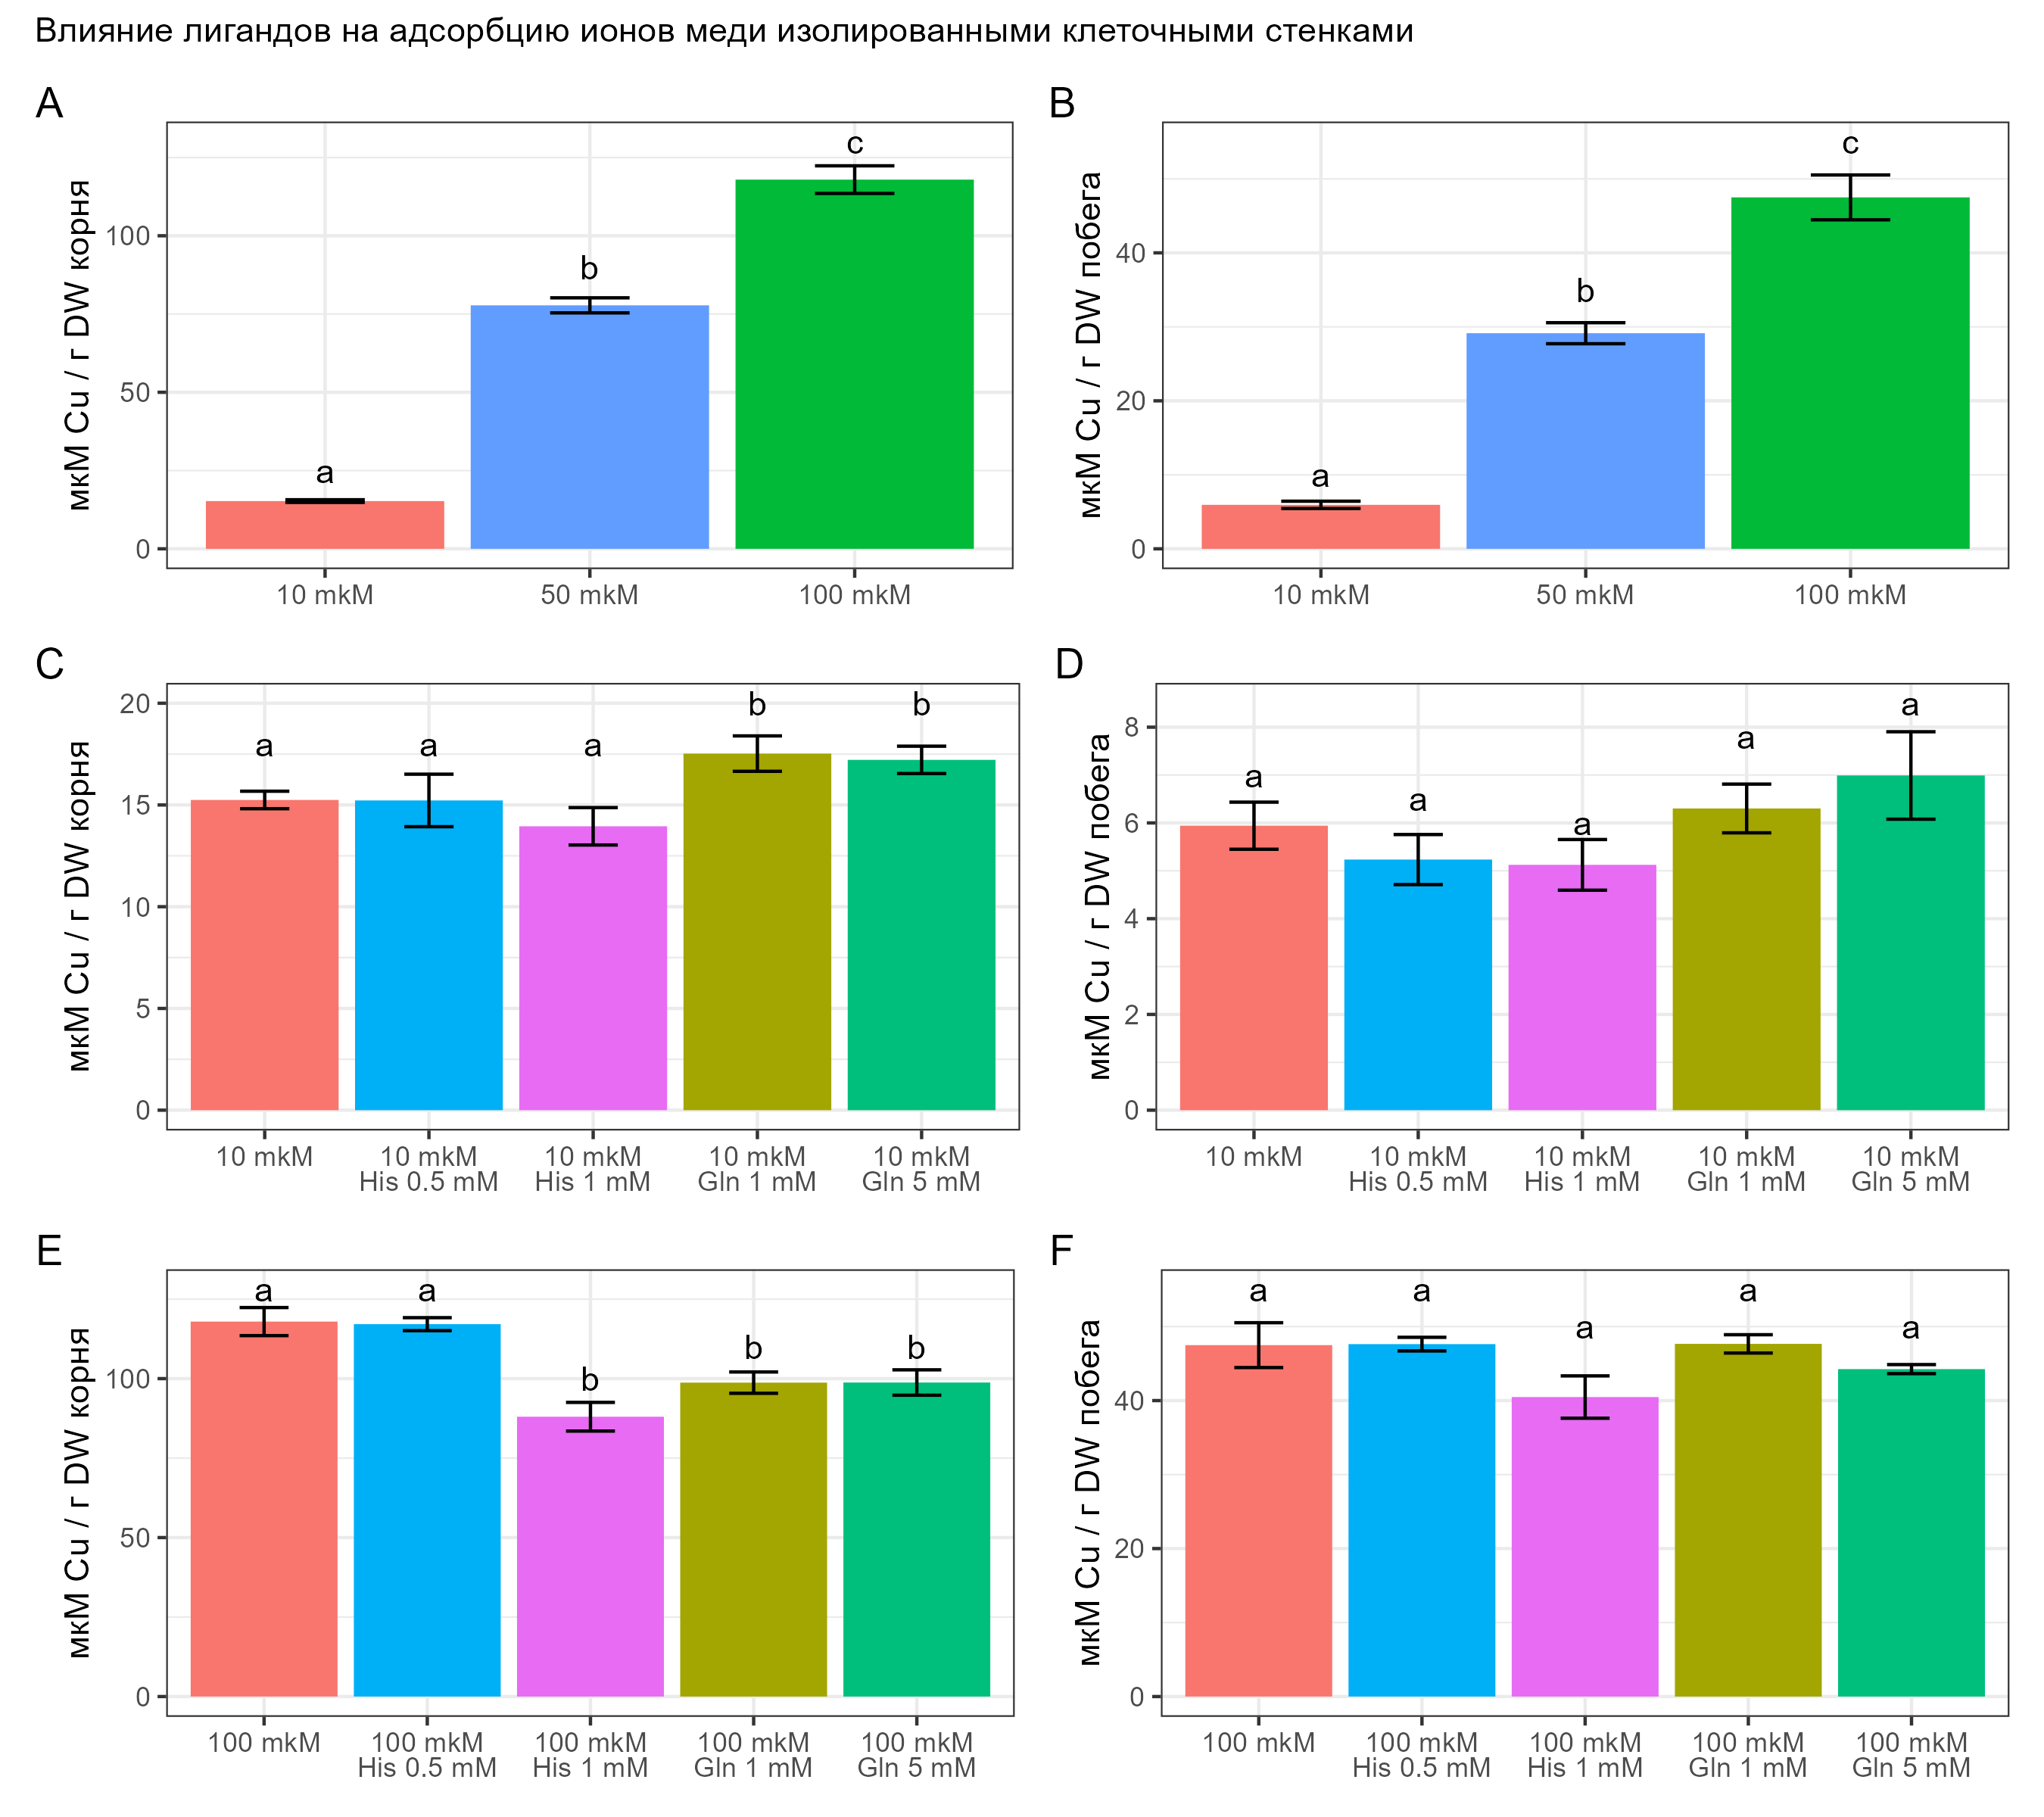 Влияние лигандов на адсорбцию ионов меди изолированными клеточными стенками
A
мкМ Cu / г DW корня
100
50
0
a
b
c
10 mkM
50 mkM
100 mkM
B
мкМ Cu / г DW побега
40
20
0
a
b
c
10 mkM
50 mkM
100 mkM
C
мкМ Cu / г DW корня
20
15
10
5
0
a
a
a
b
b
10 mkM
10 mkM
His 0.5 mM
10 mkM
His 1 mM
10 mkM
Gln 1 mM
10 mkM
Gln 5 mM
D
мкМ Cu / г DW побега
8
6
4
2
0
a
a
a
a
a
10 mkM
10 mkM
His 0.5 mM
10 mkM
His 1 mM
10 mkM
Gln 1 mM
10 mkM
Gln 5 mM
E
мкМ Cu / г DW корня
100
50
0
a
a
b
b
b
100 mkM
100 mkM
His 0.5 mM
100 mkM
His 1 mM
100 mkM
Gln 1 mM
100 mkM
Gln 5 mM
F
мкМ Cu / г DW побега
40
20
0
a
a
a
a
a
100 mkM
100 mkM
His 0.5 mM
100 mkM
His 1 mM
100 mkM
Gln 1 mM
100 mkM
Gln 5 mM